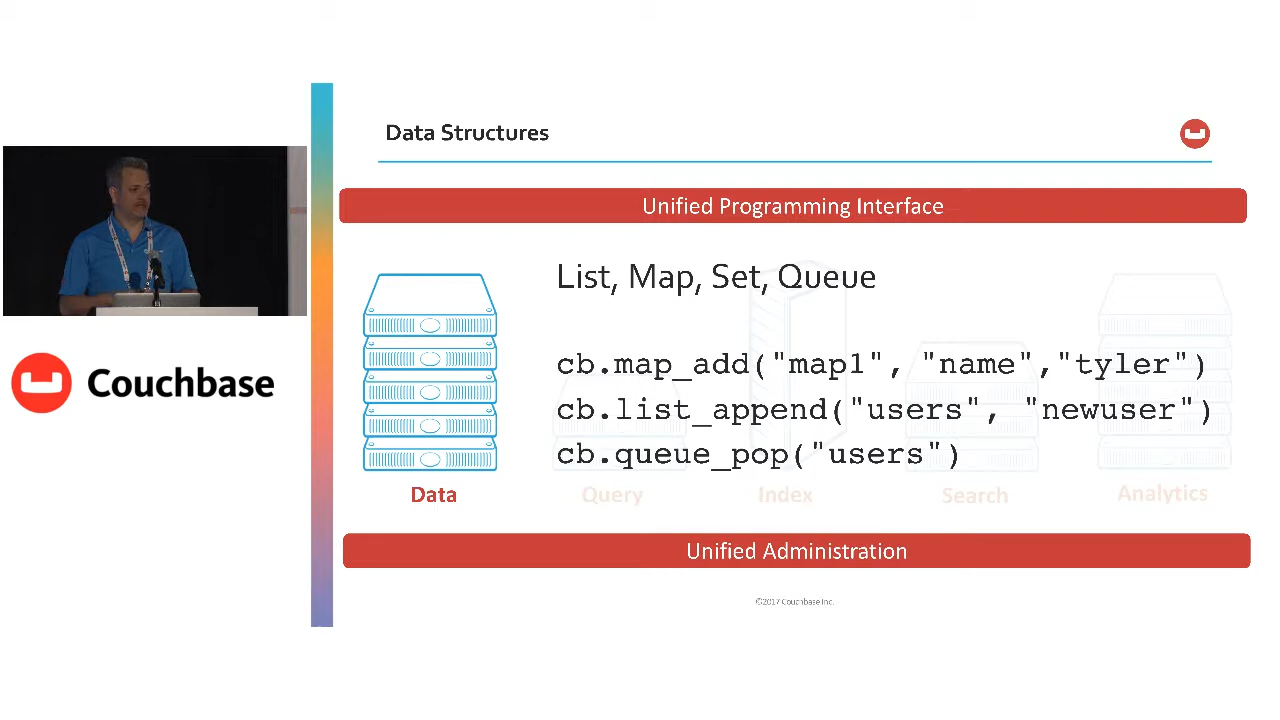 Data Structures
Unified Programming Interface
List, Map, Set, Queue
cb.map_add("map1", "name","tyler")
cb.list_append("users", "newuser")
cb.queue_pop("users")
Data
Query
Index
Search
Analytics
Unified Administration
©2017 Couchbase Inc.
Couchbase